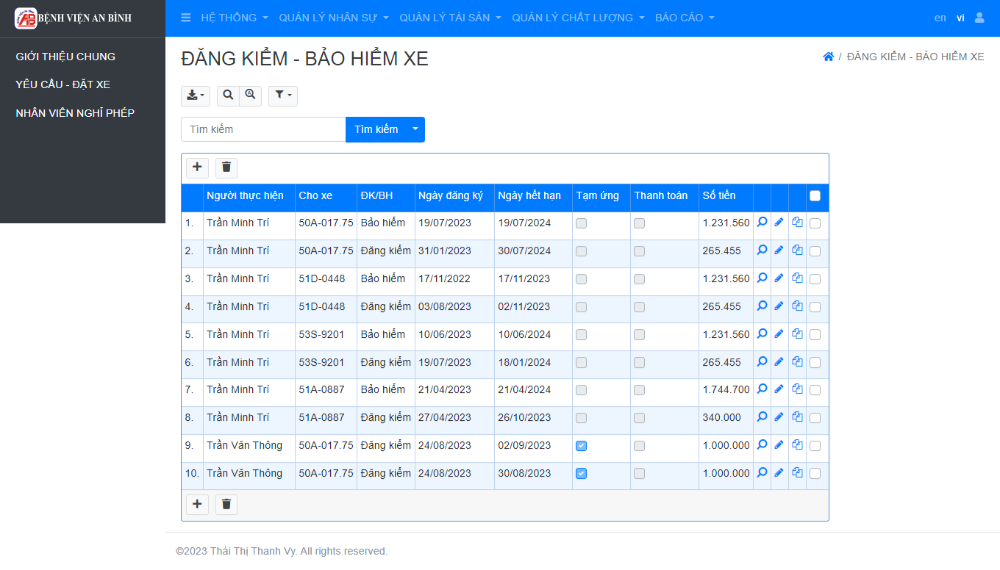 BỆNH VIỆN AN BÌNH
HỆ THỐNG QUẢN LÝ NHÂN SỰ QUẢN LÝ TÀI SẢN QUẢN LÝ CHẤT LƯỢNG BÁO CÁO en vi
GIỚI THIỆU CHUNG
YÊU CẦU - ĐẶT XE
NHÂN VIÊN NGHỈ PHÉP
ĐĂNG KIỂM - BẢO HIỂM XE
/ ĐĂNG KIỂM - BẢO HIỂM XE
Tìm kiếm Tìm kiếm
Người thực hiện Cho xe ĐK/BH Ngày đăng ký Ngày hết hạn Tạm ứng Thanh toán Số tiền
1. Trần Minh Trí 50A-017.75 Bảo hiểm 19/07/2023 19/07/2024 1.231.560
2. Trần Minh Trí 50A-017.75 Đăng kiểm 31/01/2023 30/07/2024 265.455
3. Trần Minh Trí 51D-0448 Bảo hiểm 17/11/2022 17/11/2023 1.231.560
4. Trần Minh Trí 51D-0448 Đăng kiểm 03/08/2023 02/11/2023 265.455
5. Trần Minh Trí 53S-9201 Bảo hiểm 10/06/2023 10/06/2024 1.231.560
6. Trần Minh Trí 53S-9201 Đăng kiểm 19/07/2023 18/01/2024 265.455
7. Trần Minh Trí 51A-0887 Bảo hiểm 21/04/2023 21/04/2024 1.744.700
8. Trần Minh Trí 51A-0887 Đăng kiểm 27/04/2023 26/10/2023 340.000
9. Trần Văn Thông 50A-017.75 Đăng kiểm 24/08/2023 02/09/2023 1.000.000
10. Trần Văn Thông 50A-017.75 Đăng kiểm 24/08/2023 30/08/2023 1.000.000
©2023 Thái Thị Thanh Vy. All rights reserved.